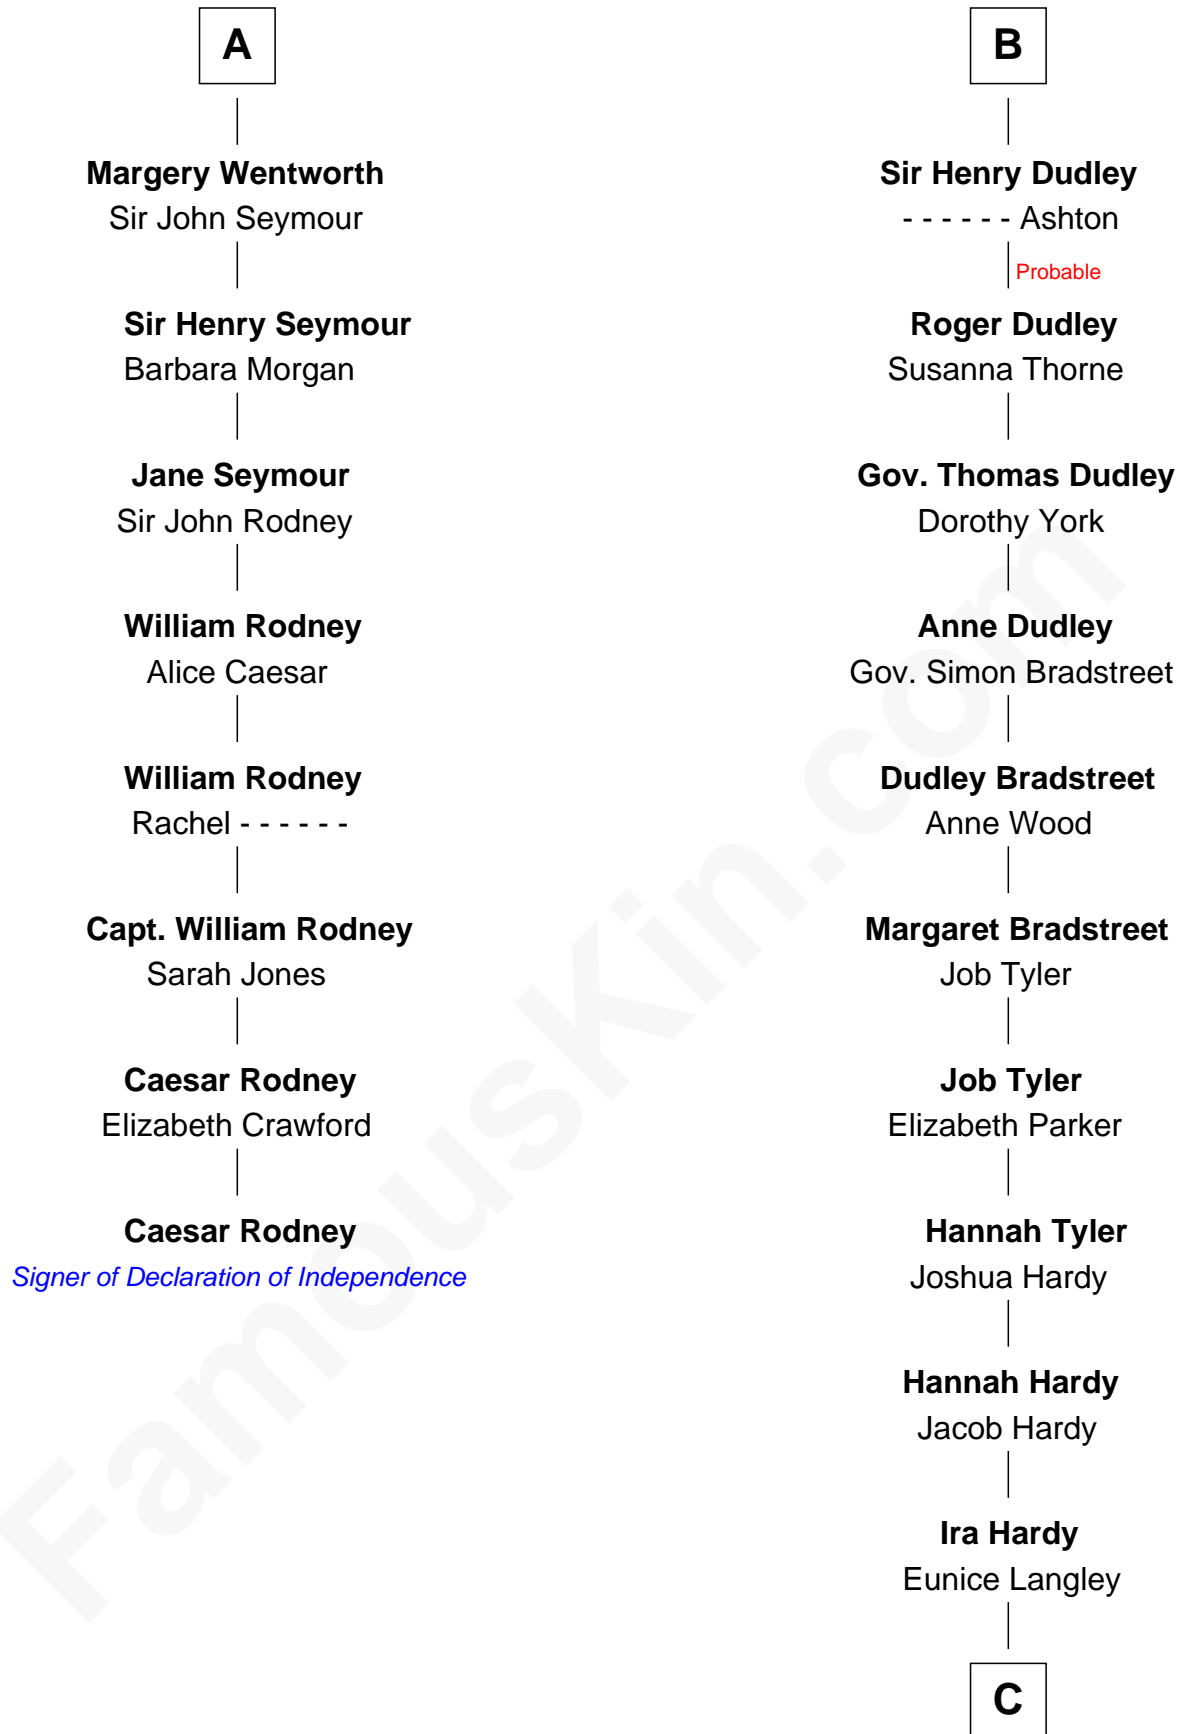 A
Margery Wentworth
Sir John Seymour
Sir Henry Seymour
Barbara Morgan
Jane Seymour
Sir John Rodney
William Rodney
Alice Caesar
William Rodney
Rachel - - - - - -
Capt. William Rodney
Sarah Jones
Caesar Rodney
Elizabeth Crawford
Caesar Rodney
Signer of Declaration of Independence
B
Sir Henry Dudley
- - - - - - Ashton
Probable
Roger Dudley
Susanna Thorne
Gov. Thomas Dudley
Dorothy York
Anne Dudley
Gov. Simon Bradstreet
Dudley Bradstreet
Anne Wood
Margaret Bradstreet
Job Tyler
Job Tyler
Elizabeth Parker
Hannah Tyler
Joshua Hardy
Hannah Hardy
Jacob Hardy
Ira Hardy
Eunice Langley
C
FamousKin.com